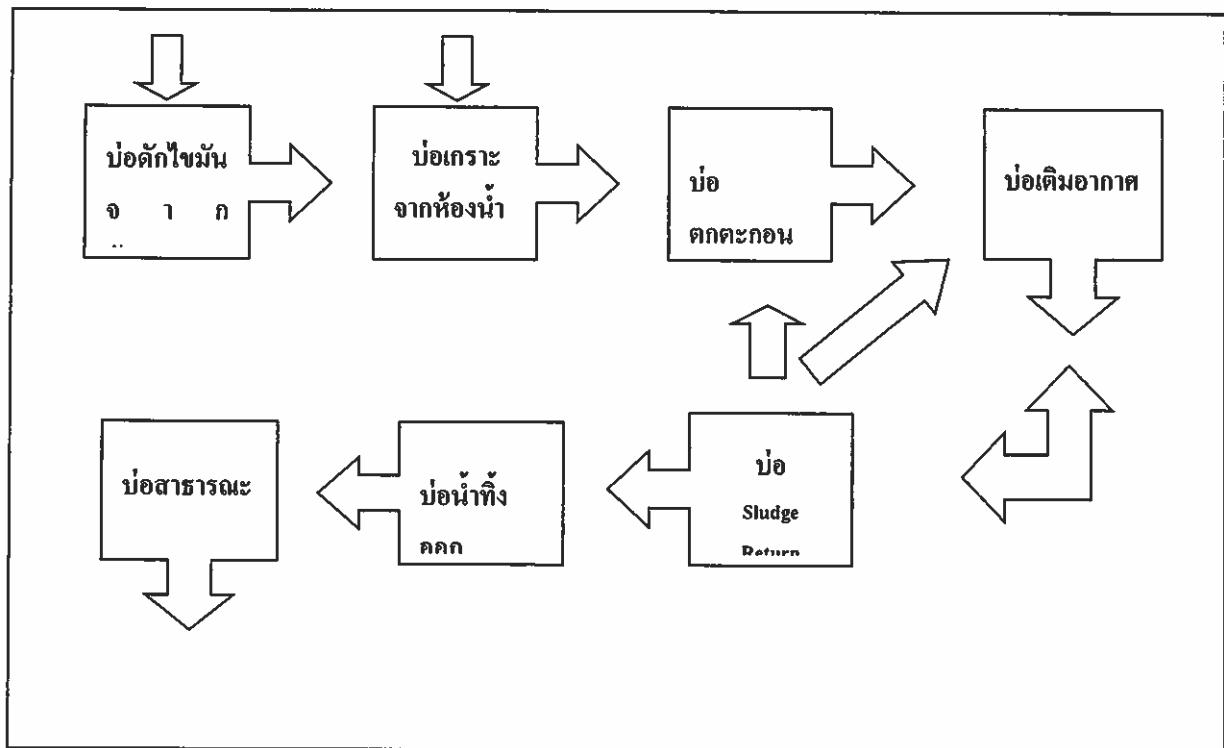 บ่อดักไขมัน
จ า ก
บ่อเกราะ
จากห้องน้ำ
บ่อ
ตกตะกอน
บ่อเติมอากาศ
บ่อสาธารณะ
บ่อน้ำทิ้ง
บ่อ
Sludge
Return